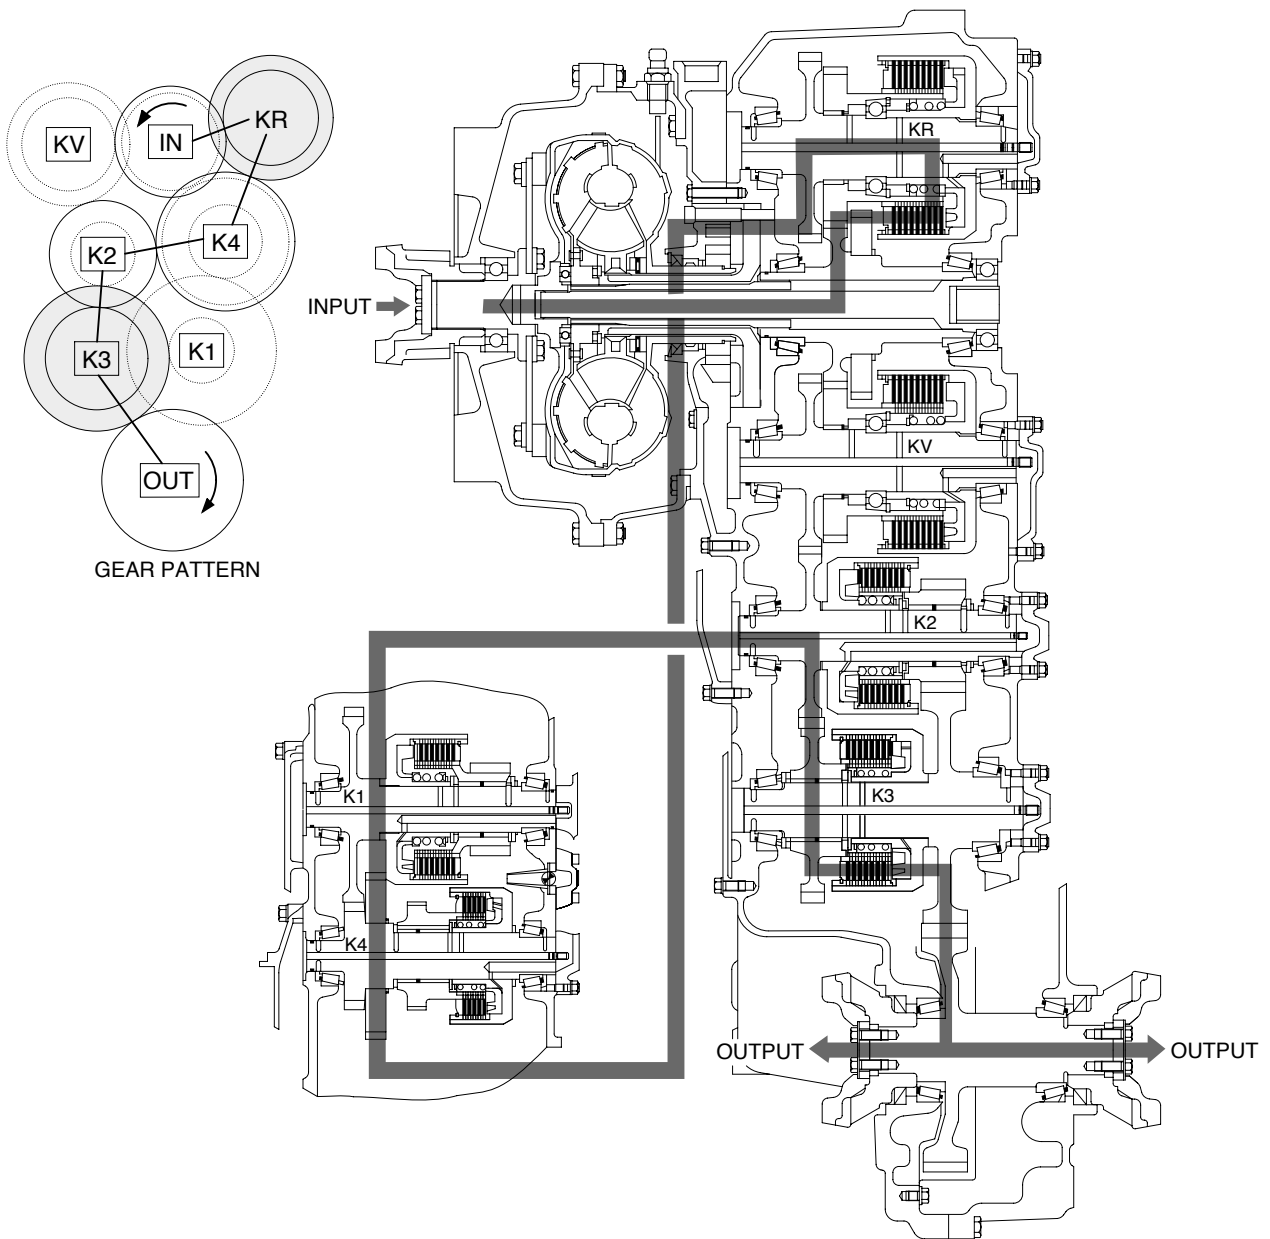 KR
KV
IN
K4
K2
K3
K1
OUT
GEAR PATTERN
INPUT
KR
KV
K2
K3
K1
K4
OUTPUT
OUTPUT